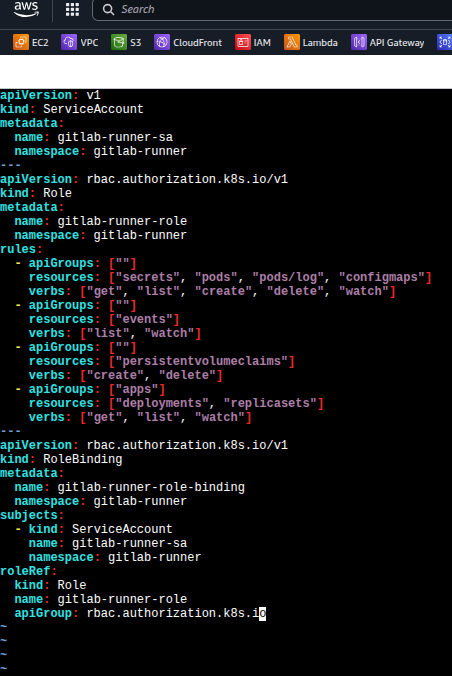 aws
Search
EC2 VPC S3 CloudFront IAM Lambda API Gateway
apiVersion: v1
kind: ServiceAccount
metadata:
  name: gitlab-runner-sa
  namespace: gitlab-runner
---
apiVersion: rbac.authorization.k8s.io/v1
kind: Role
metadata:
  name: gitlab-runner-role
  namespace: gitlab-runner
rules:
  - apiGroups: [""]
    resources: ["secrets", "pods", "pods/log", "configmaps"]
    verbs: ["get", "list", "create", "delete", "watch"]
  - apiGroups: [""]
    resources: ["events"]
    verbs: ["list", "watch"]
  - apiGroups: [""]
    resources: ["persistentvolumeclaims"]
    verbs: ["create", "delete"]
  - apiGroups: ["apps"]
    resources: ["deployments", "replicasets"]
    verbs: ["get", "list", "watch"]
---
apiVersion: rbac.authorization.k8s.io/v1
kind: RoleBinding
metadata:
  name: gitlab-runner-role-binding
  namespace: gitlab-runner
subjects:
  - kind: ServiceAccount
    name: gitlab-runner-sa
    namespace: gitlab-runner
roleRef:
  kind: Role
  name: gitlab-runner-role
  apiGroup: rbac.authorization.k8s.io
~
~
~
~